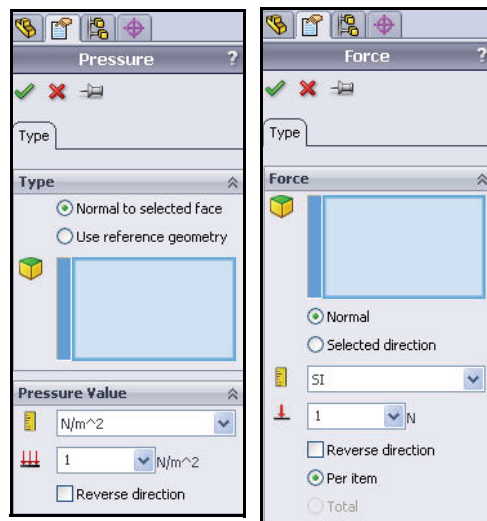 Pressure ?
Type
Type
Normal to selected face
Use reference geometry
Pressure Value
N/m^2
1 N/m^2
Reverse direction
Force ?
Type
Force
Normal
Selected direction
SI
1 N
Reverse direction
Per item
Total